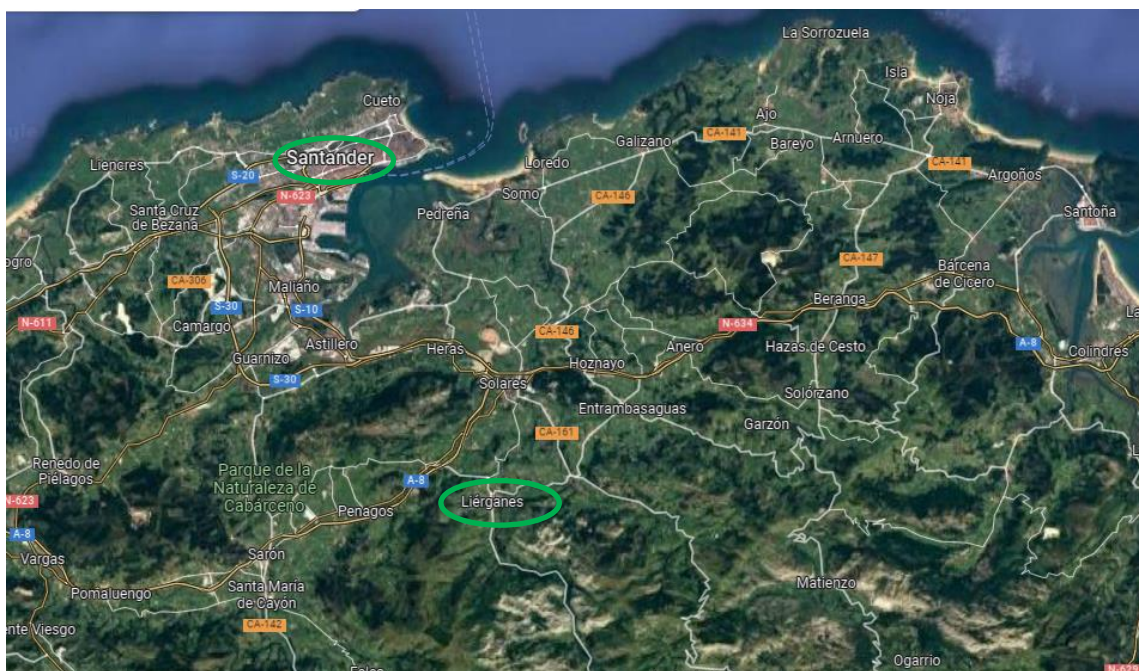 La Sorrozuela
Isla
Cueto
Noja
Ajo
Galizano
CA-141
Arnuero
Santander
Bareyo
Liencres
Loredo
CA-141
S-20
Argoños
N-623
Somo
CA-146
Santa Cruz
de Bezana
Pedreña
Santoña
ogro
CA-147
Bárcena
de Cicero
CA-306
Maliaño
Beranga
S-30
S-10
La
N-611
Camargo
CA-146
N-634
Astillero
Heras
Anero
Hazas de Cesto
A-8
Colindres
Guarnizo
Hoznayo
S-30
Solares
Solórzano
Entrambasaguas
Garzón
CA-161
L
Renedo de
Piélagos
Parque de la
Naturaleza de
Cabárceno
A-8
N-623
Liérganes
Penagos
A-8
Vargas
Sarón
Pomaluengo
Santa María
de Cayón
Matienzo
ente Viesgo
CA-142
Ogarrio
N-629